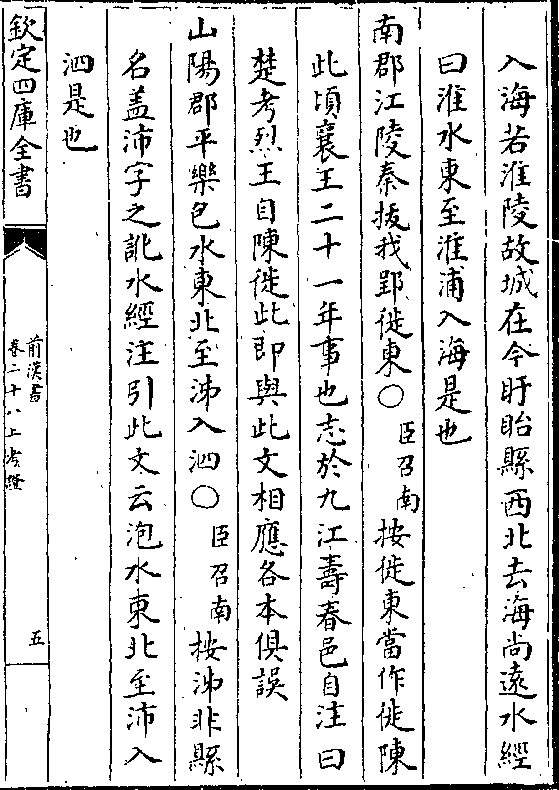 入海若淮陵故城在今盱眙縣西北去海尚遠水經
曰淮水東至淮浦入海是也
南郡江陵秦拔我郢徙東○臣召南按徙東當作徙陳
此頃襄王二十一年事也志於九江壽春邑自注曰
楚考烈王自陳徙此即與此文相應各本俱誤
山陽郡平樂包水東北至沛入泗○臣召南按沛非縣
名盖沛字之訛水經注引此文云泡水東北至沛入
泗是也
欽定四庫全書
前漢書
卷二十八上考證
五